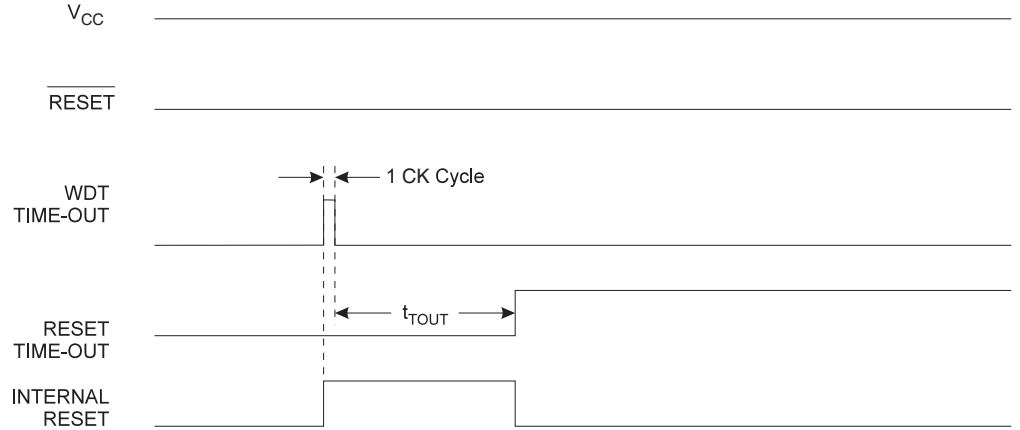 VCC
RESET
1 CK Cycle
WDT
TIME-OUT
tTOUT
RESET
TIME-OUT
INTERNAL
RESET